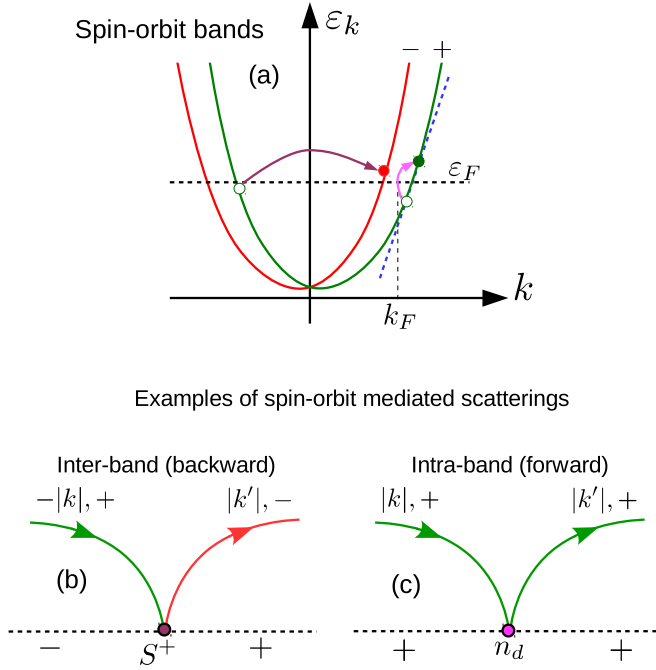 Spin-orbit bands
ε_k
(a)
− +
ε_F
k
k_F
Examples of spin-orbit mediated scatterings
Inter-band (backward)
Intra-band (forward)
−|k|, +
|k′|, −
|k|, +
|k′|, +
(b)
(c)
− S⁺ +
+ n_d +